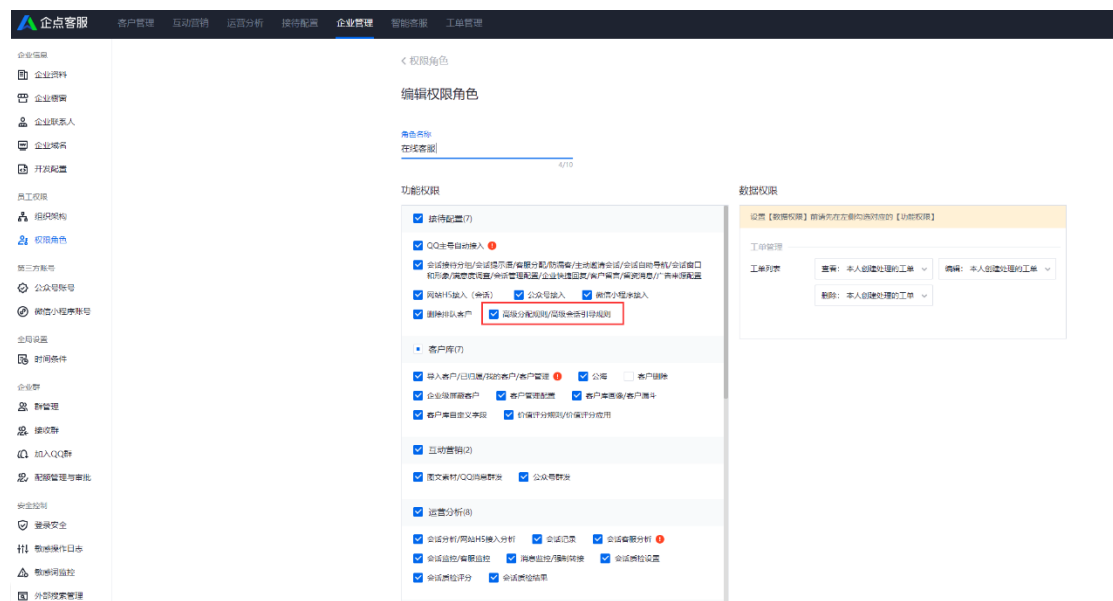 企点客服 客户管理 互动营销 运营分析 接待配置 企业管理 智能客服 工单管理
企业信息
企业资料
企业橱窗
企业联系人
企业域名
开发配置
员工权限
组织架构
权限角色
第三方账号
公众号账号
微信小程序账号
全局设置
时间条件
企业群
群管理
接收群
加入QQ群
配额管理与审批
安全控制
登录安全
敏感操作日志
敏感词监控
外部搜索管理
< 权限角色
编辑权限角色
角色名称
在线客服
4/10
功能权限
接待配置(7)
QQ主号自动接入
会话接待分组/会话提示语/客服分配/防漏客/主动邀请会话/会话自助导航/会话窗口
和形象/满意度调查/会话管理配置/企业快捷回复/客户留言/留资消息/广告来源配置
网站H5接入(会话) 公众号接入 微信小程序接入
删除排队客户 高级分配规则/高级会话引导规则
客户库(7)
导入客户/已归属/我的客户/客户管理 公海 客户删除
企业级屏蔽客户 客户管理配置 客户库画像/客户漏斗
客户库自定义字段 价值评分规则/价值评分应用
互动营销(2)
图文素材/QQ消息群发 公众号群发
运营分析(8)
会话分析/网站H5接入分析 会话记录 会话客服分析
会话监控/客服监控 消息监控/强制转接 会话质检设置
会话质检评分 会话质检结果
数据权限
设置【数据权限】前请先在左侧勾选对应的【功能权限】
工单管理
工单列表 查看: 本人创建处理的工单 编辑: 本人创建处理的工单
删除: 本人创建处理的工单